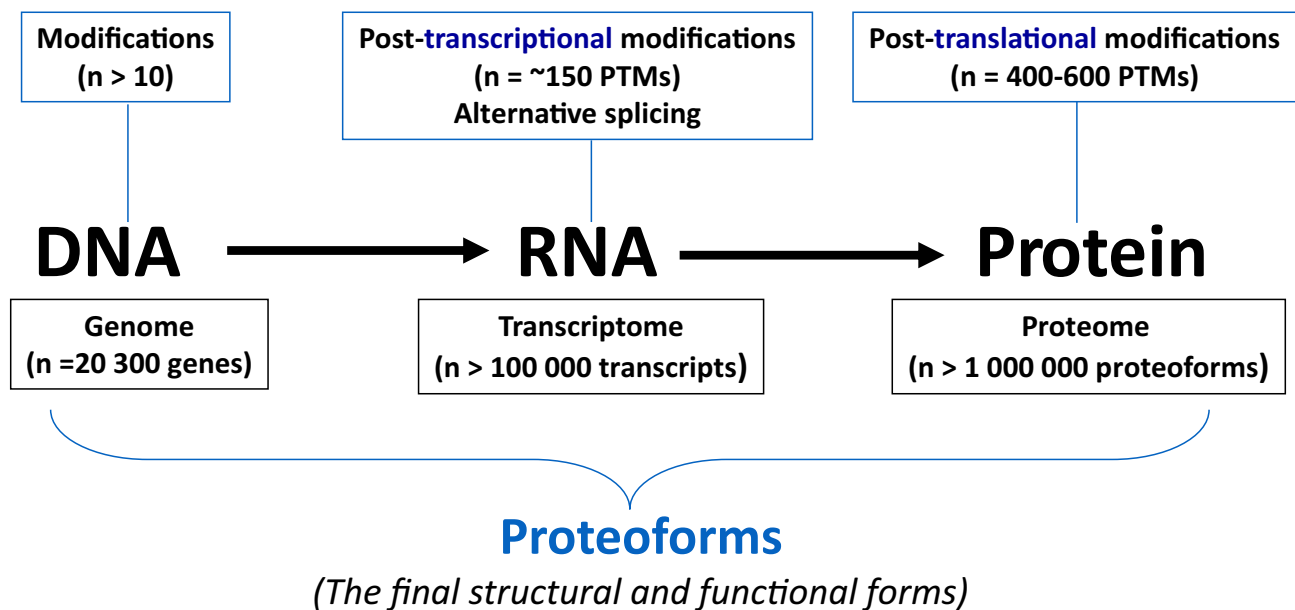 Modifications
(n > 10)
Post-transcriptional modifications
(n = ~150 PTMs)
Alternative splicing
Post-translational modifications
(n = 400-600 PTMs)
DNA
RNA
Protein
Genome
(n =20 300 genes)
Transcriptome
(n > 100 000 transcripts)
Proteome
(n > 1 000 000 proteoforms)
Proteoforms
(The final structural and functional forms)